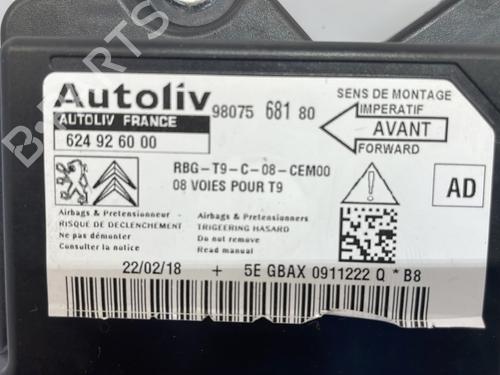 Autoliv
AUTOLIV FRANCE
624 92 60 00
98075 681 80
SENS DE MONTAGE
IMPERATIF
AVANT
FORWARD
RBG-T9-C-08-CEM00
08 VOIES POUR T9
AD
Airbags & Pretensionneur -
RISQUE DE DECLENCHEMENT
Ne pas démonter
Consulter la notice
Airbags & Pretensioners
TRIGEERING HASARD
Do not remove
Read manual
22/02/18 + 5E GBAX 0911222 Q * B8